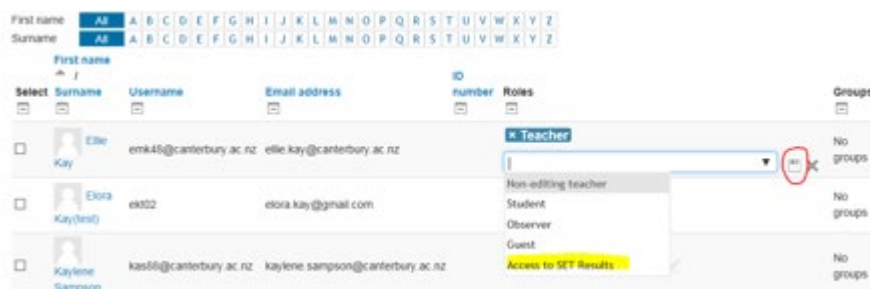 First name All A B C D E F G H I J K L M N O P Q R S T U V W X Y Z
Surname All A B C D E F G H I J K L M N O P Q R S T U V W X Y Z
First name
/
Select Surname Username Email address ID number Roles Groups
Ellie Kay emk48@canterbury.ac.nz ellie.kay@canterbury.ac.nz × Teacher No groups
Non-editing teacher
Elora Kay(test) ekt02 elora.kay@gmail.com Student No groups
Observer
Guest
Kaylene Sampson kas88@canterbury.ac.nz kaylene.sampson@canterbury.ac.nz Access to SET Results No groups